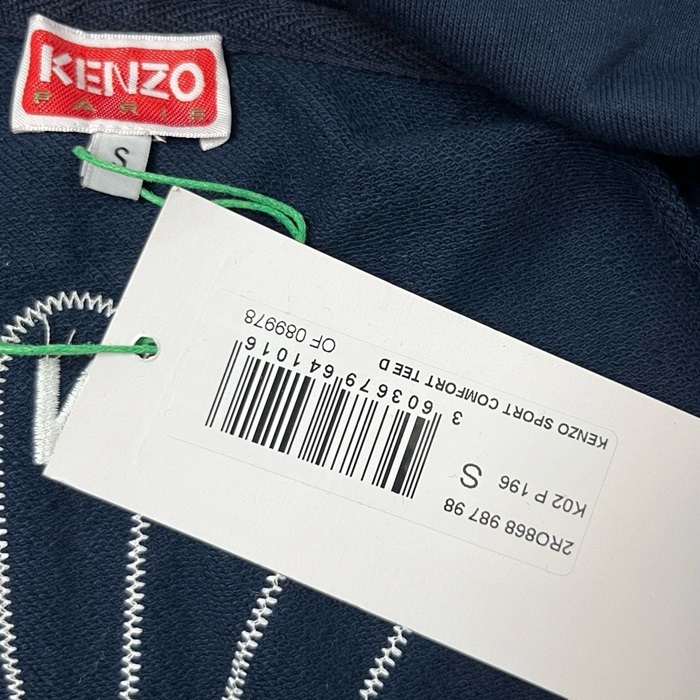 KENZO
PARIS
S
2RO868 987 98
K02 P 196 S
KENZO SPORT COMFORT TEE D
3 603679 641016
OF 089978